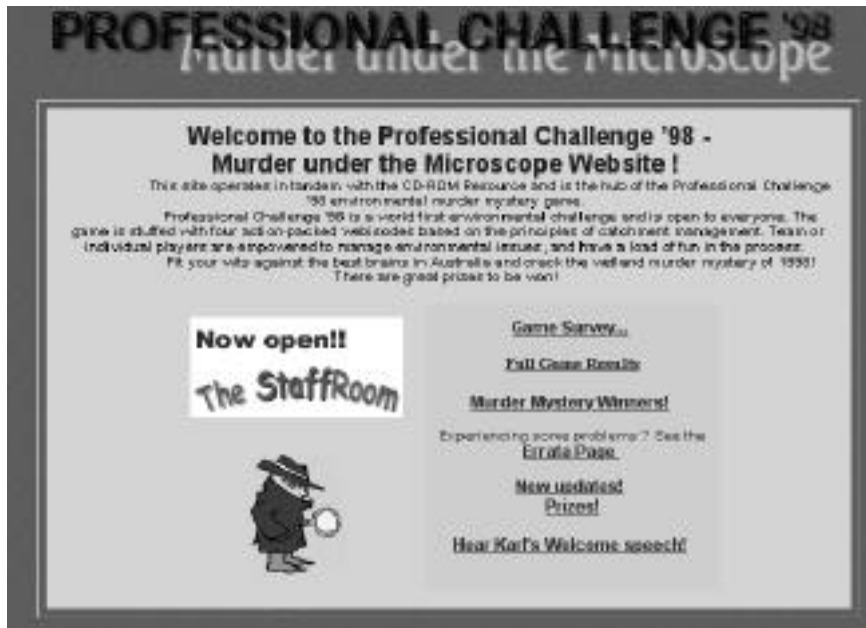 PROFESSIONAL CHALLENGE '98
Murder under the Microscope
Welcome to the Professional Challenge '98 -
Murder under the Microscope Website !
This site operates in tandem with the CD-ROM Resource and is the hub of the Professional Challenge
'98 environmental murder mystery game.
Professional Challenge '98 is a world first environmental challenge and is open to everyone. The
game is stuffed with four action-packed webisodes based on the principles of catchment management. Team or
individual players are empowered to manage environmental issues, and have a load of fun in the process.
Pit your wits against the best brains in Australia and crack the wetland murder mystery of 1998!
There are great prizes to be won!
Now open!!
The StaffRoom
Game Survey...
Full Game Results
Murder Mystery Winners!
Experiencing some problems? See the
Errata Page
New updates!
Prizes!
Hear Karl's Welcome speech!